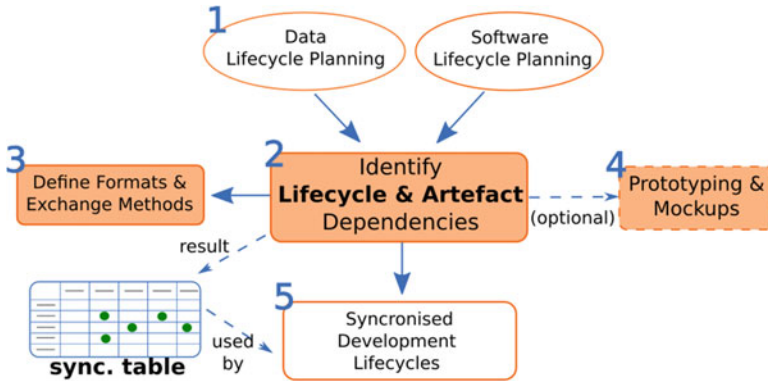 1
Data
Lifecycle Planning
Software
Lifecycle Planning
2
Identify
Lifecycle & Artefact
Dependencies
3
Define Formats &
Exchange Methods
4
Prototyping &
Mockups
(optional)
result
sync. table
used
by
5
Syncronised
Development
Lifecycles